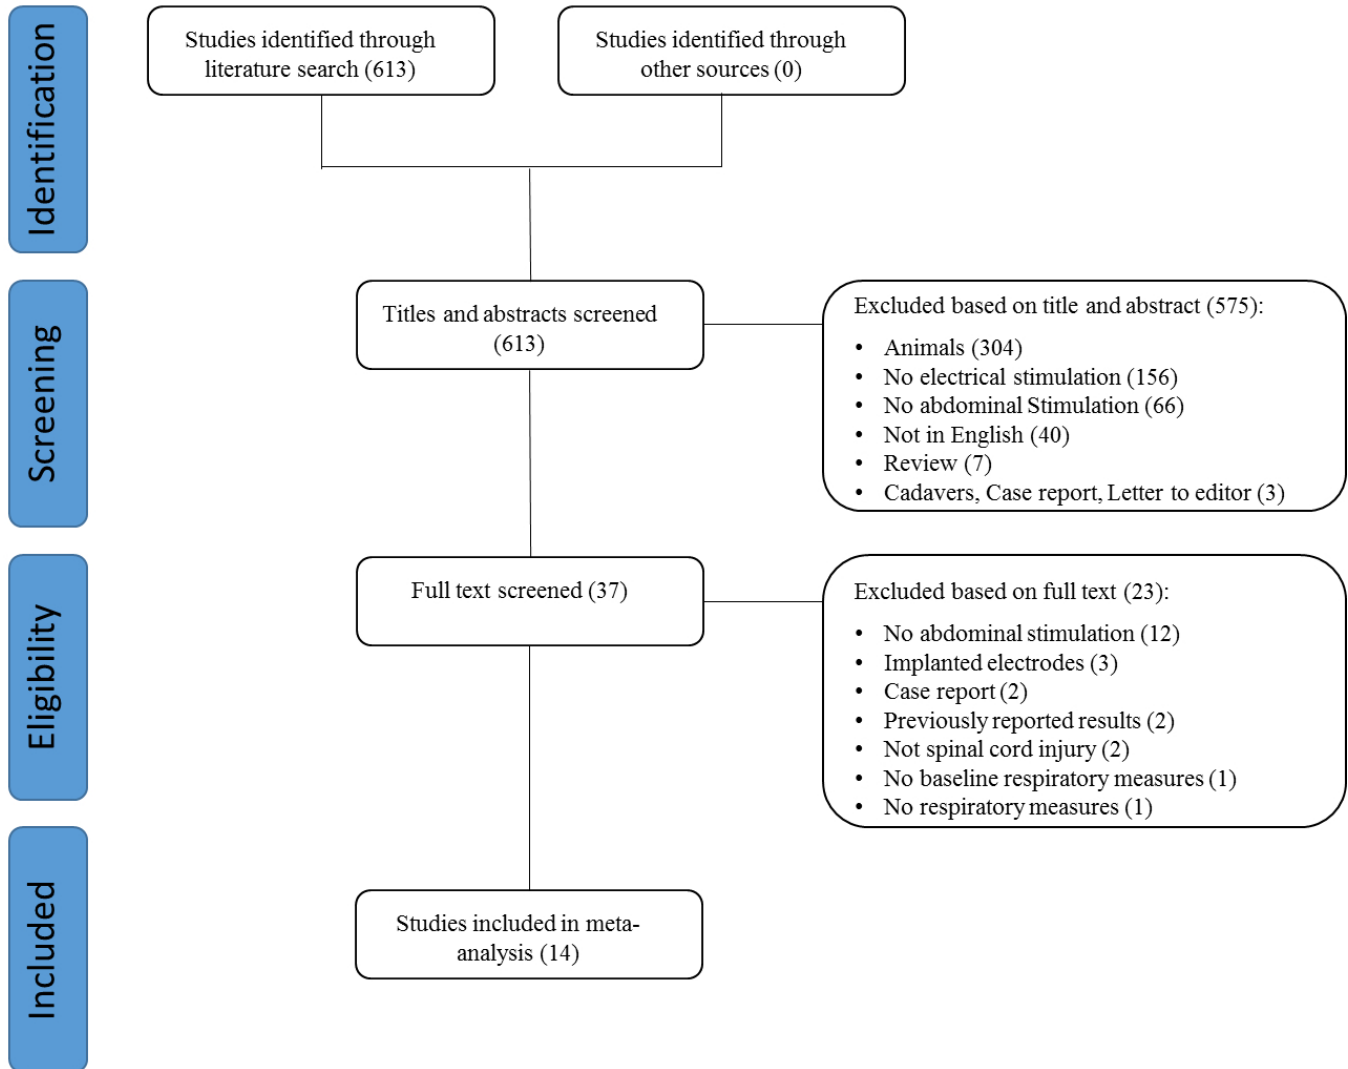 Identification
Studies identified through
literature search (613)
Studies identified through
other sources (0)
Screening
Titles and abstracts screened
(613)
Excluded based on title and abstract (575):
• Animals (304)
• No electrical stimulation (156)
• No abdominal Stimulation (66)
• Not in English (40)
• Review (7)
• Cadavers, Case report, Letter to editor (3)
Eligibility
Full text screened (37)
Excluded based on full text (23):
• No abdominal stimulation (12)
• Implanted electrodes (3)
• Case report (2)
• Previously reported results (2)
• Not spinal cord injury (2)
• No baseline respiratory measures (1)
• No respiratory measures (1)
Included
Studies included in meta-
analysis (14)